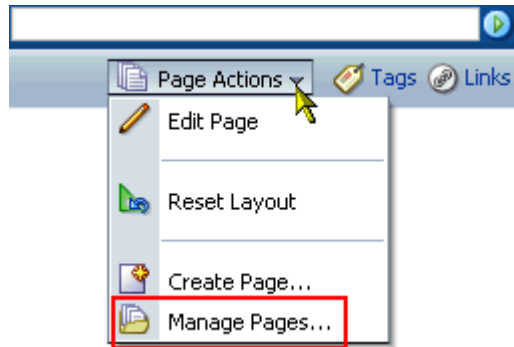 Page Actions Tags Links
Edit Page
Reset Layout
Create Page...
Manage Pages...